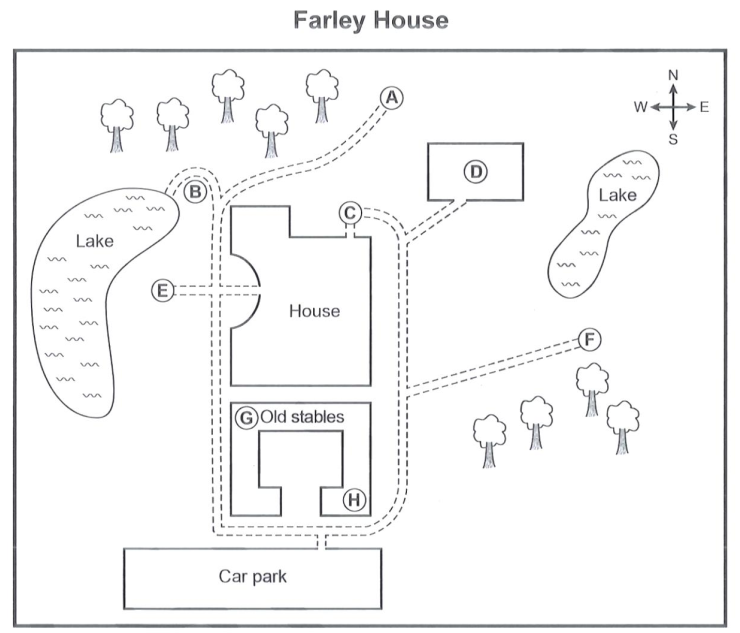 Farley House
N
W E
S
A
B
C
D
Lake
Lake
E
House
F
G Old stables
H
Car park